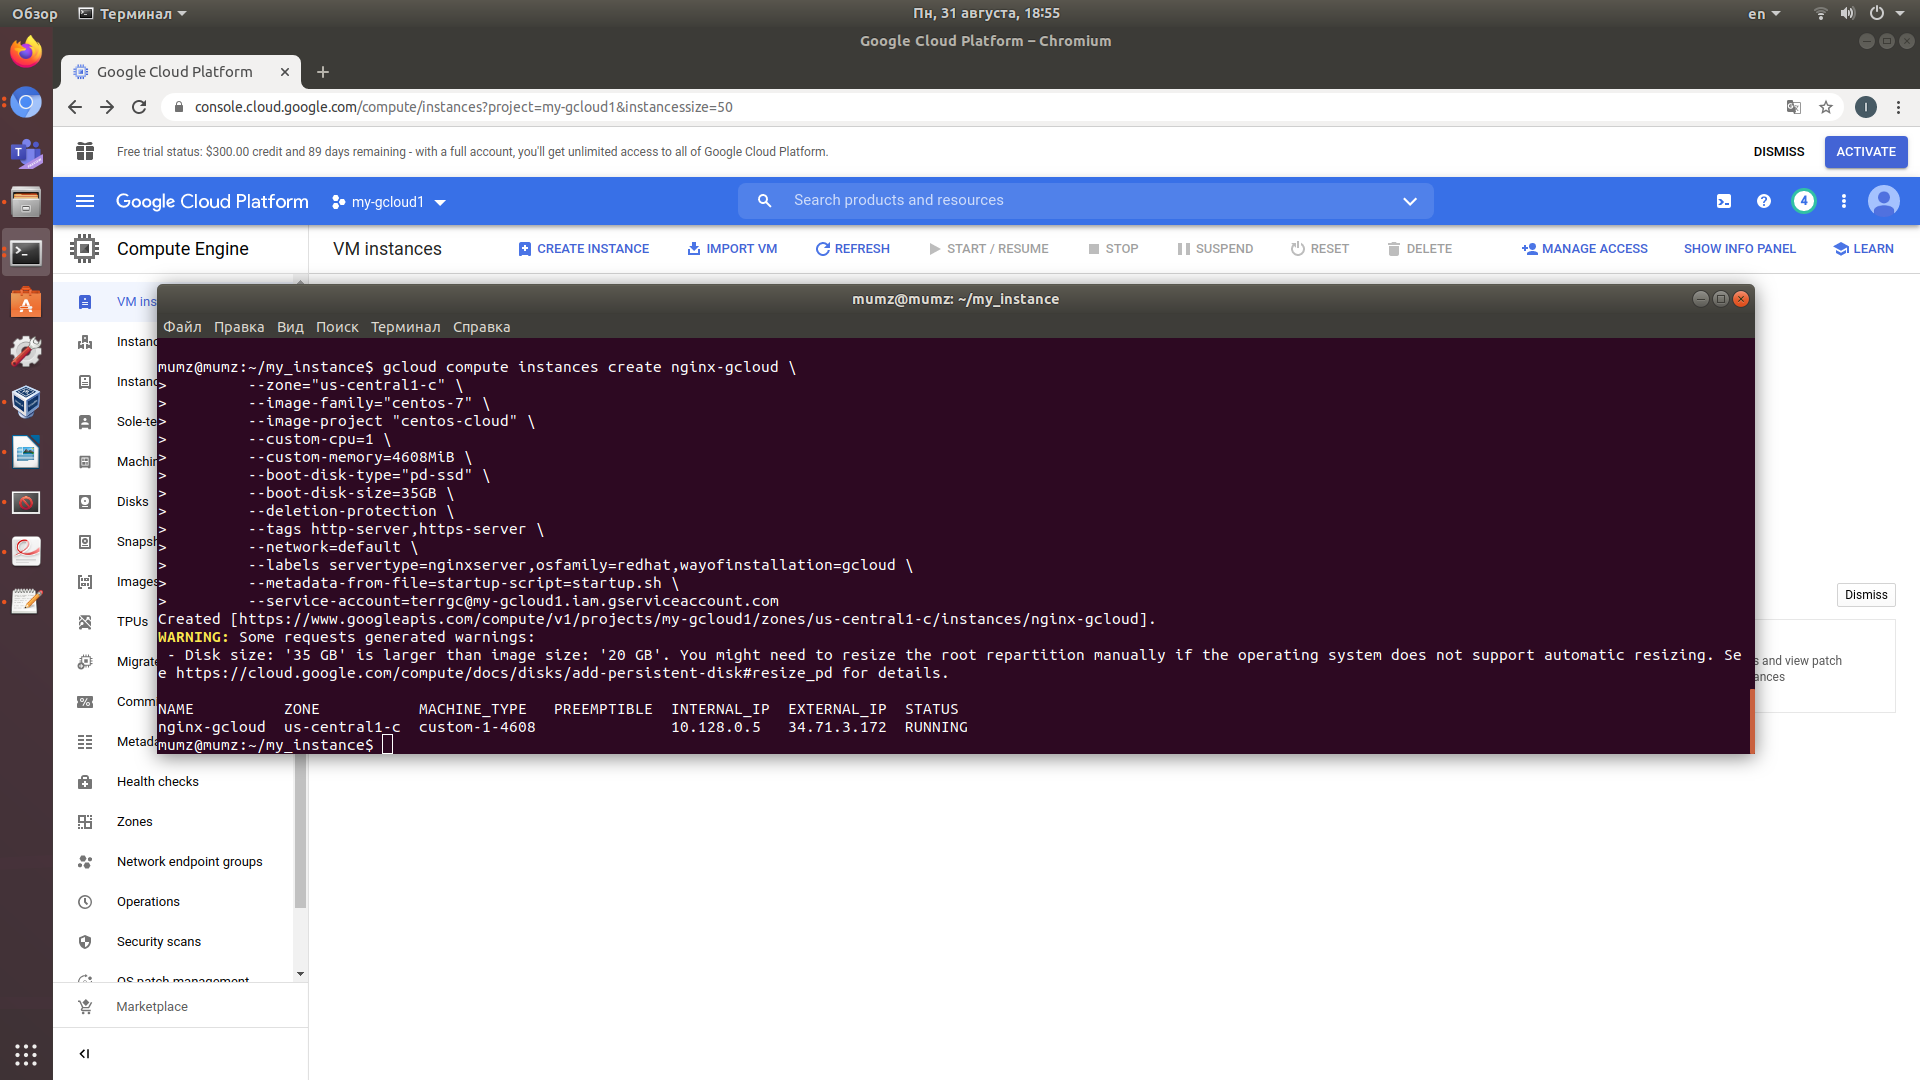 Обзор Терминал Пн, 31 августа, 18:55 en
Google Cloud Platform – Chromium
Google Cloud Platform
console.cloud.google.com/compute/instances?project=my-gcloud1&instancessize=50 I
Free trial status: $300.00 credit and 89 days remaining - with a full account, you'll get unlimited access to all of Google Cloud Platform. DISMISS ACTIVATE
Google Cloud Platform my-gcloud1 Search products and resources 4
Compute Engine VM instances CREATE INSTANCE IMPORT VM REFRESH START / RESUME STOP SUSPEND RESET DELETE MANAGE ACCESS SHOW INFO PANEL LEARN
mumz@mumz: ~/my_instance
Файл Правка Вид Поиск Терминал Справка
mumz@mumz:~/my_instance$ gcloud compute instances create nginx-gcloud \
> --zone="us-central1-c" \
> --image-family="centos-7" \
> --image-project "centos-cloud" \
> --custom-cpu=1 \
> --custom-memory=4608MiB \
> --boot-disk-type="pd-ssd" \
> --boot-disk-size=35GB \
> --deletion-protection \
> --tags http-server,https-server \
> --network=default \
> --labels servertype=nginxserver,osfamily=redhat,wayofinstallation=gcloud \
> --metadata-from-file=startup-script=startup.sh \
> --service-account=terrgc@my-gcloud1.iam.gserviceaccount.com
Created [https://www.googleapis.com/compute/v1/projects/my-gcloud1/zones/us-central1-c/instances/nginx-gcloud].
WARNING: Some requests generated warnings:
- Disk size: '35 GB' is larger than image size: '20 GB'. You might need to resize the root repartition manually if the operating system does not support automatic resizing. Se
e https://cloud.google.com/compute/docs/disks/add-persistent-disk#resize_pd for details.
NAME ZONE MACHINE_TYPE PREEMPTIBLE INTERNAL_IP EXTERNAL_IP STATUS
nginx-gcloud us-central1-c custom-1-4608 10.128.0.5 34.71.3.172 RUNNING
mumz@mumz:~/my_instance$
VM ins
Instanc
Instanc
Sole-te
Machin
Disks
Snapsh
Images
TPUs
Migrate
Commi
Metada
Health checks
Zones
Network endpoint groups
Operations
Security scans
OS patch management
Marketplace
Dismiss
s and view patch
ances